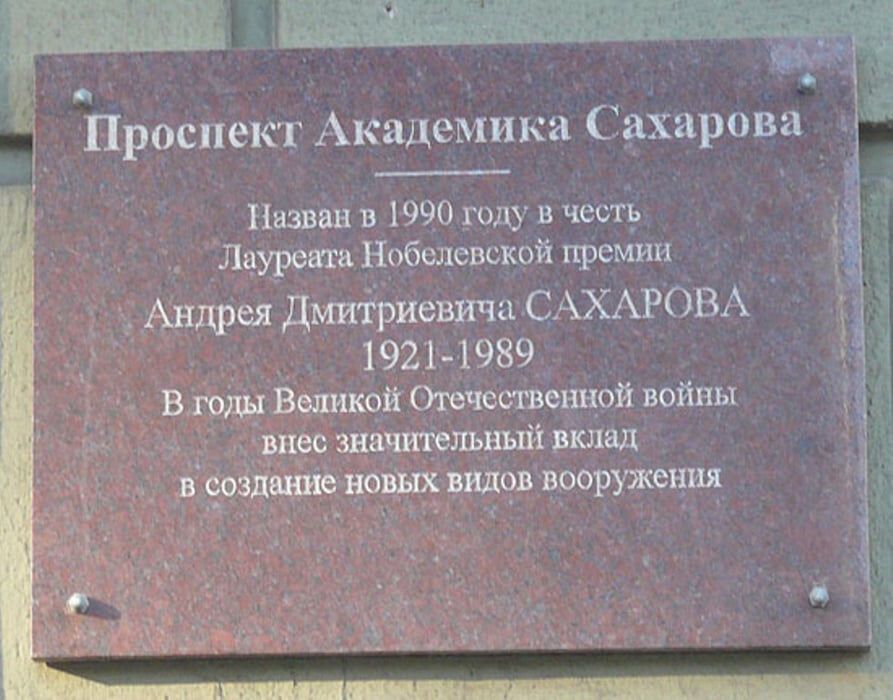 Проспект Академика Сахарова
Назван в 1990 году в честь
Лауреата Нобелевской премии
Андрея Дмитриевича САХАРОВА
1921-1989
В годы Великой Отечественной войны
внес значительный вклад
в создание новых видов вооружения